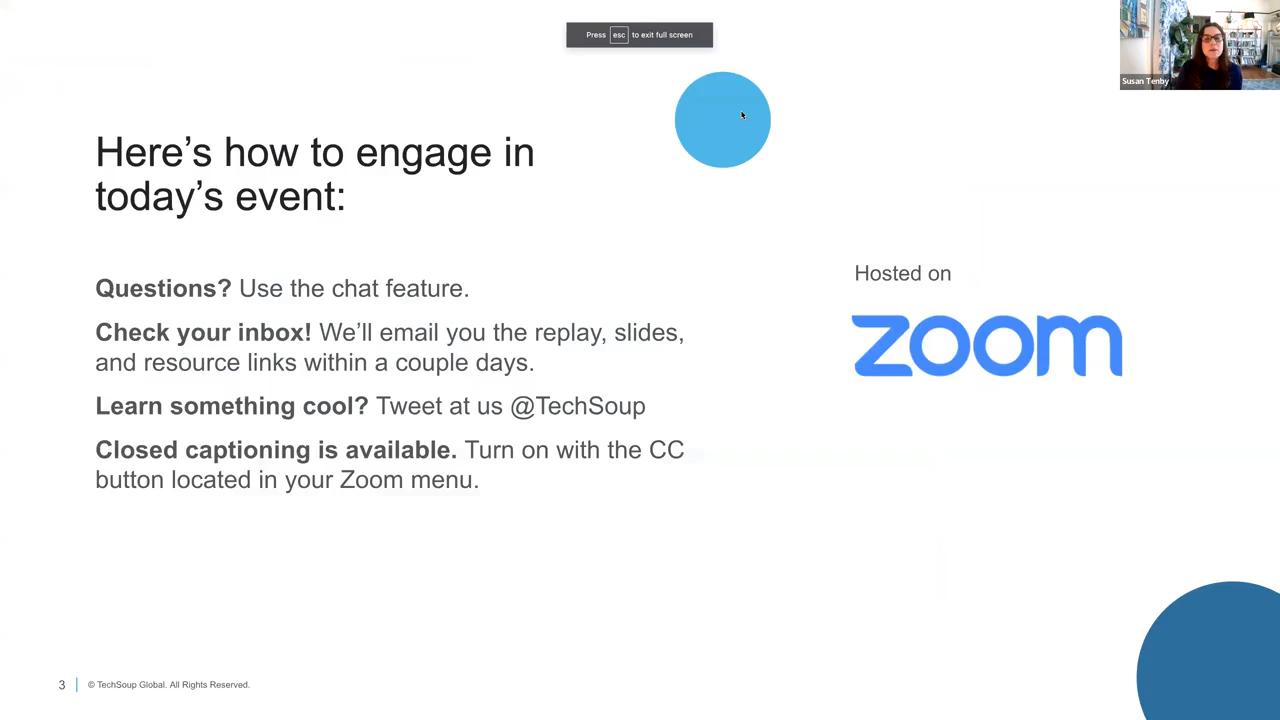 Press esc to exit full screen
Susan Tenby
Here’s how to engage in
today’s event:
Questions? Use the chat feature.
Check your inbox! We’ll email you the replay, slides,
and resource links within a couple days.
Learn something cool? Tweet at us @TechSoup
Closed captioning is available. Turn on with the CC
button located in your Zoom menu.
Hosted on
zoom
3
© TechSoup Global. All Rights Reserved.